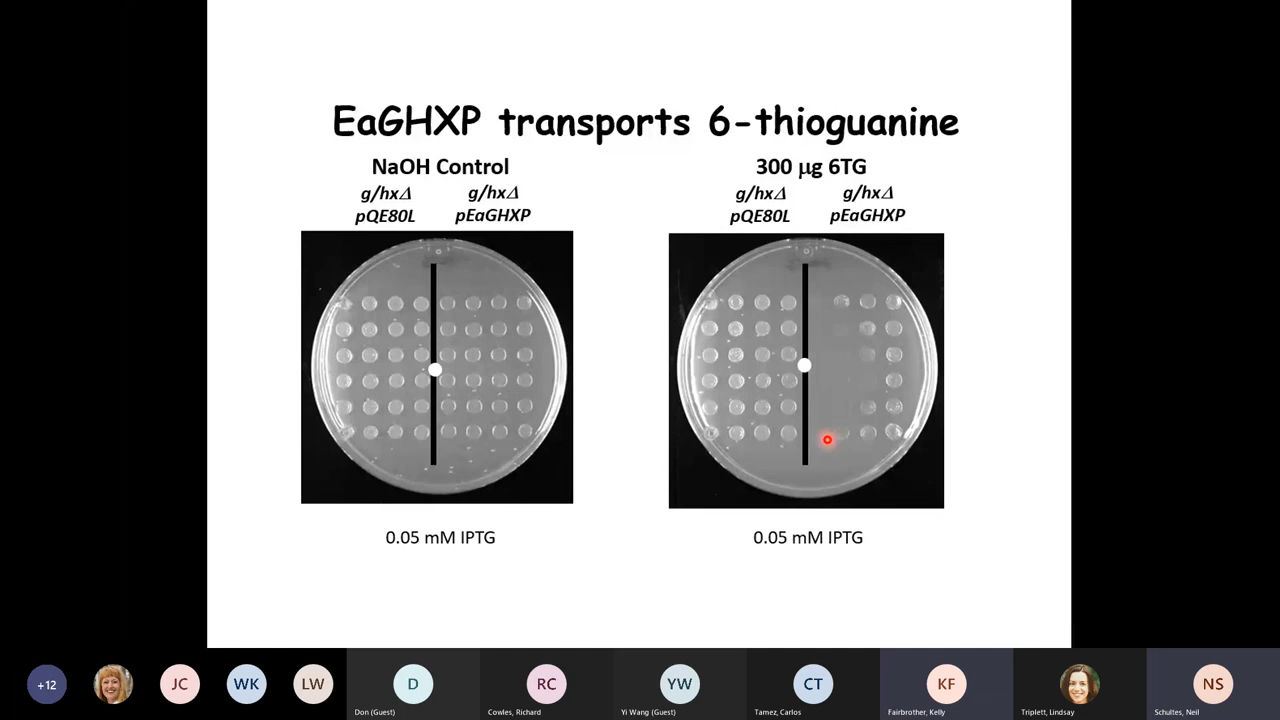 EaGHXP transports 6-thioguanine
NaOH Control
g/hxΔ
pQE80L
g/hxΔ
pEaGHXP
300 µg 6TG
g/hxΔ
pQE80L
g/hxΔ
pEaGHXP
0.05 mM IPTG
0.05 mM IPTG
+12
JC
WK
LW
D
RC
YW
CT
KF
NS
Don (Guest)
Cowles, Richard
Yi Wang (Guest)
Tamez, Carlos
Fairbrother, Kelly
Triplett, Lindsay
Schultes, Neil